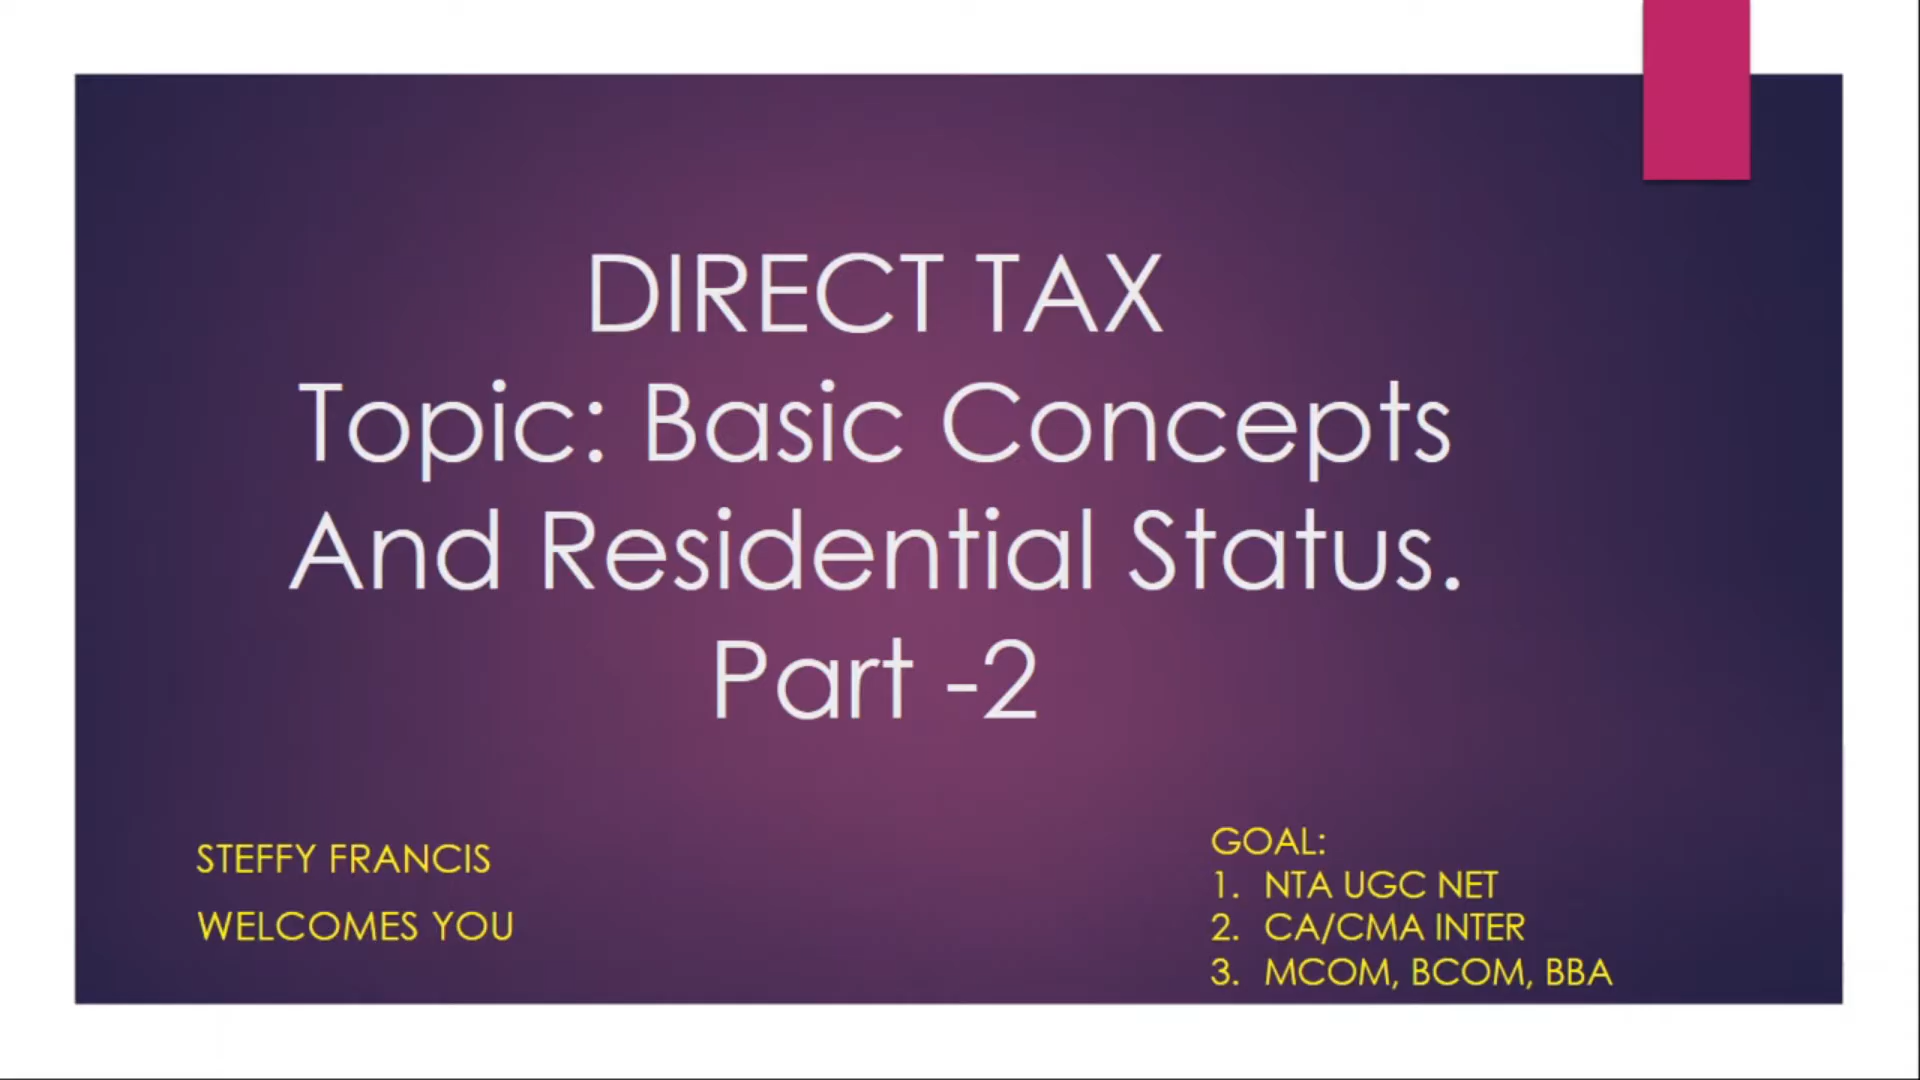 DIRECT TAX
Topic: Basic Concepts
And Residential Status.
Part -2
STEFFY FRANCIS
WELCOMES YOU
GOAL:
1. NTA UGC NET
2. CA/CMA INTER
3. MCOM, BCOM, BBA